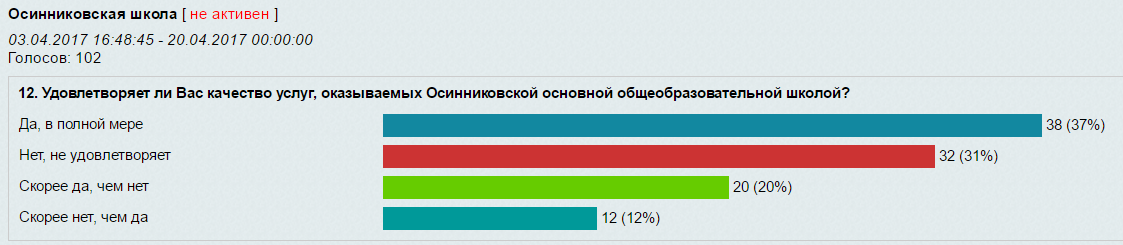 Осинниковская школа [ не активен ]
03.04.2017 16:48:45 - 20.04.2017 00:00:00
Голосов: 102
12. Удовлетворяет ли Вас качество услуг, оказываемых Осинниковской основной общеобразовательной школой?
Да, в полной мере 38 (37%)
Нет, не удовлетворяет 32 (31%)
Скорее да, чем нет 20 (20%)
Скорее нет, чем да 12 (12%)